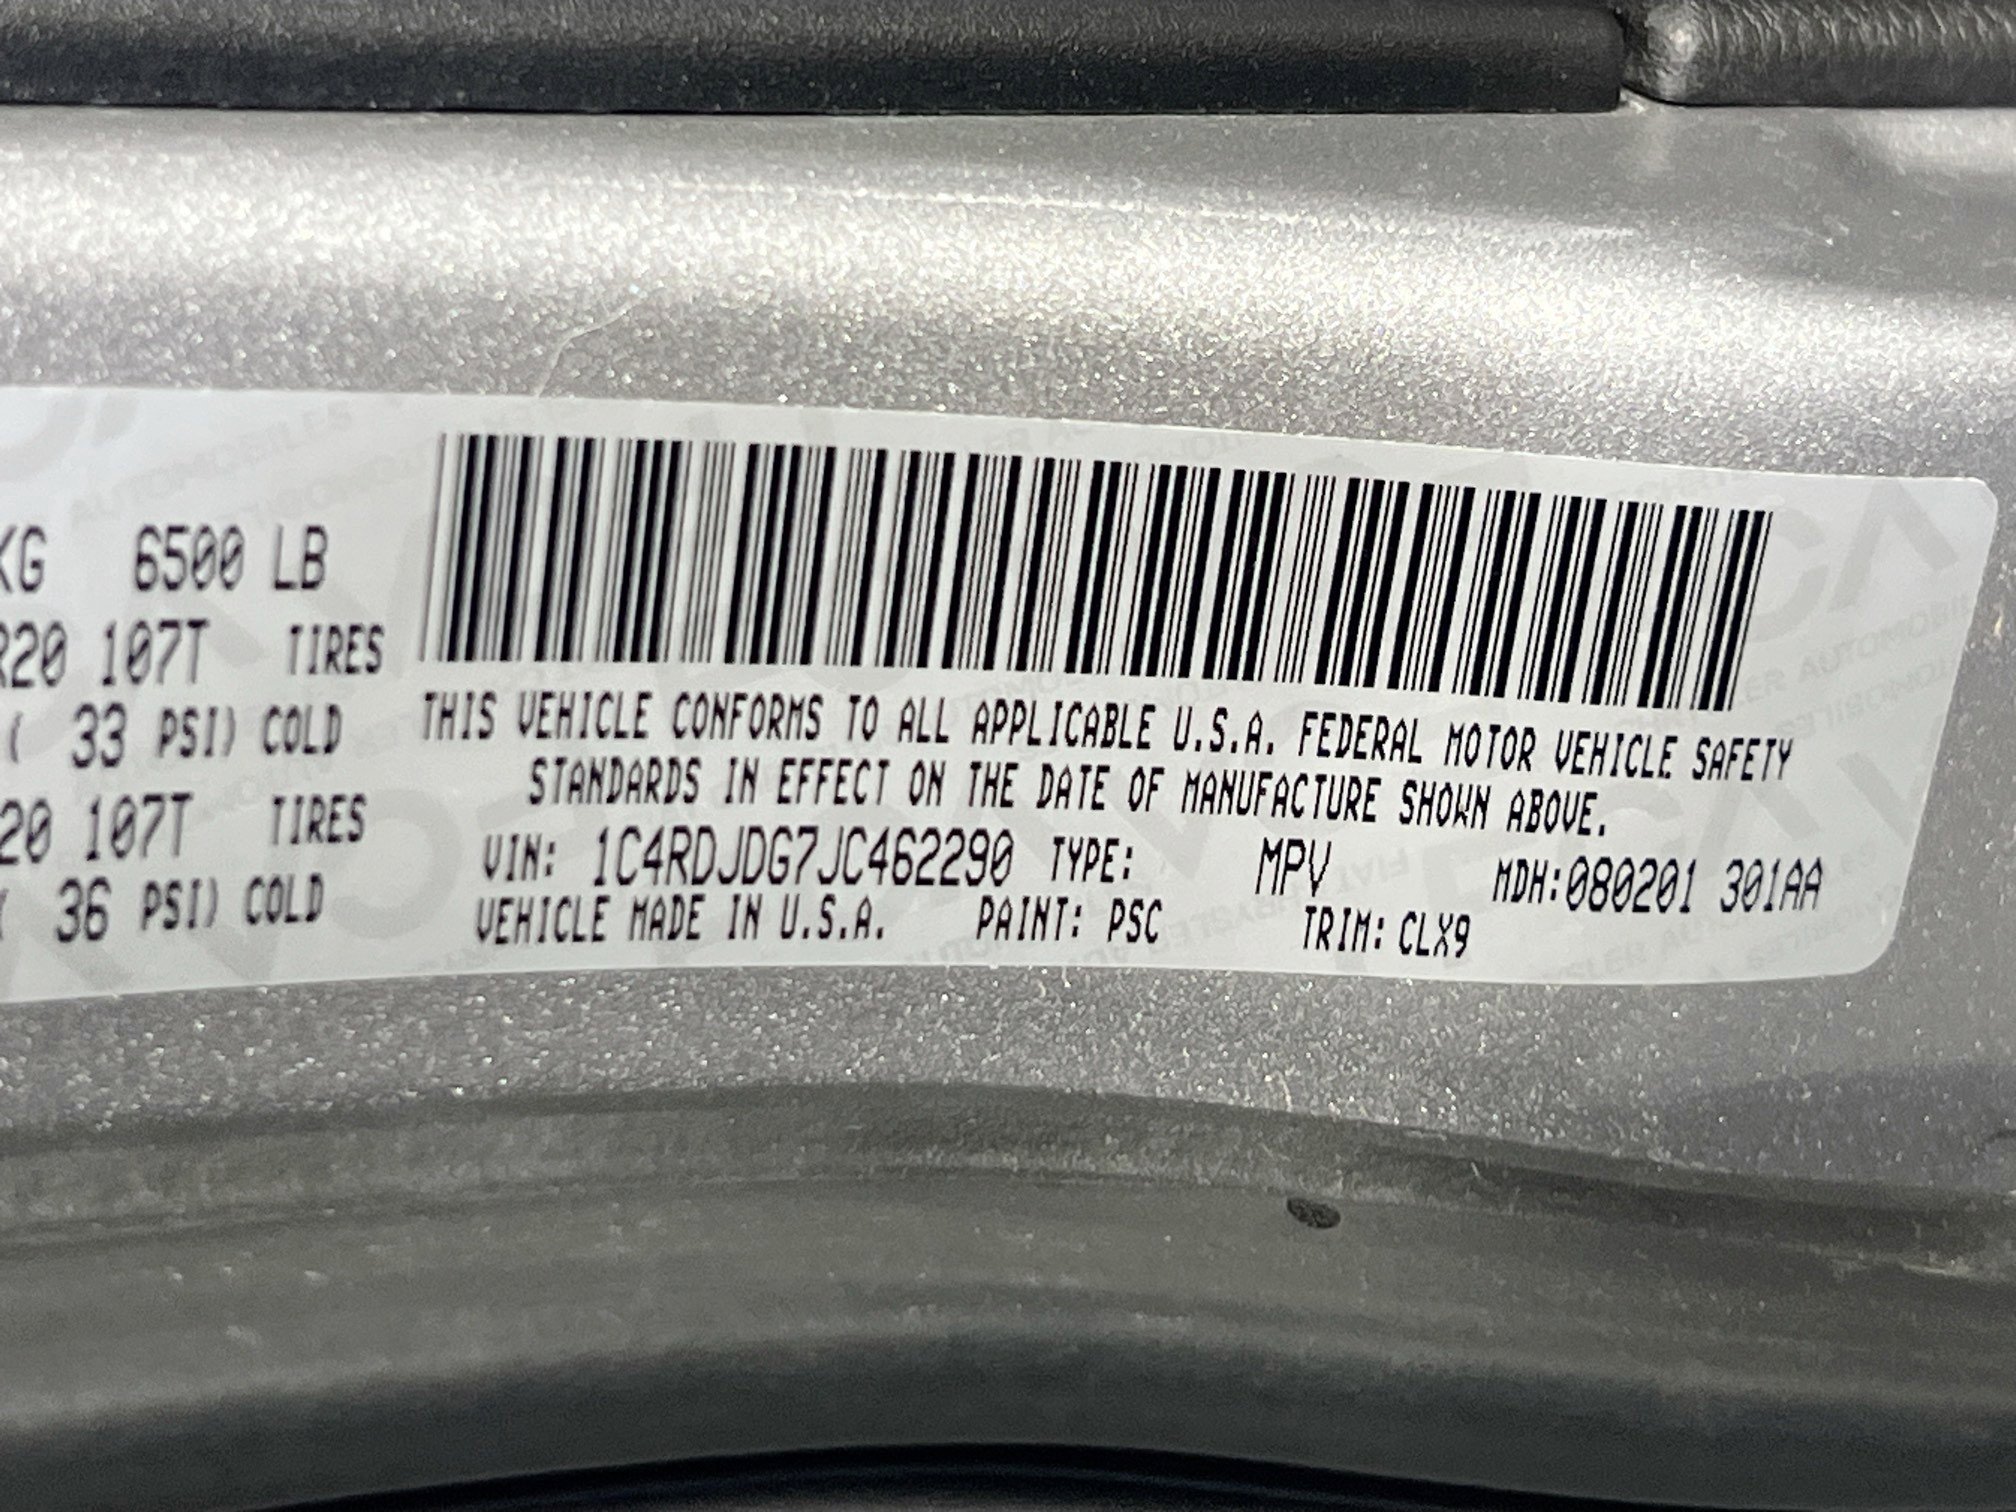 KG 6500 LB
R20 107T TIRES
( 33 PSI) COLD
20 107T TIRES
( 36 PSI) COLD
THIS VEHICLE CONFORMS TO ALL APPLICABLE U.S.A. FEDERAL MOTOR VEHICLE SAFETY
STANDARDS IN EFFECT ON THE DATE OF MANUFACTURE SHOWN ABOVE.
VIN: 1C4RDJDG7JC462290 TYPE: MPV MDH:080201 301AA
VEHICLE MADE IN U.S.A. PAINT: PSC TRIM: CLX9